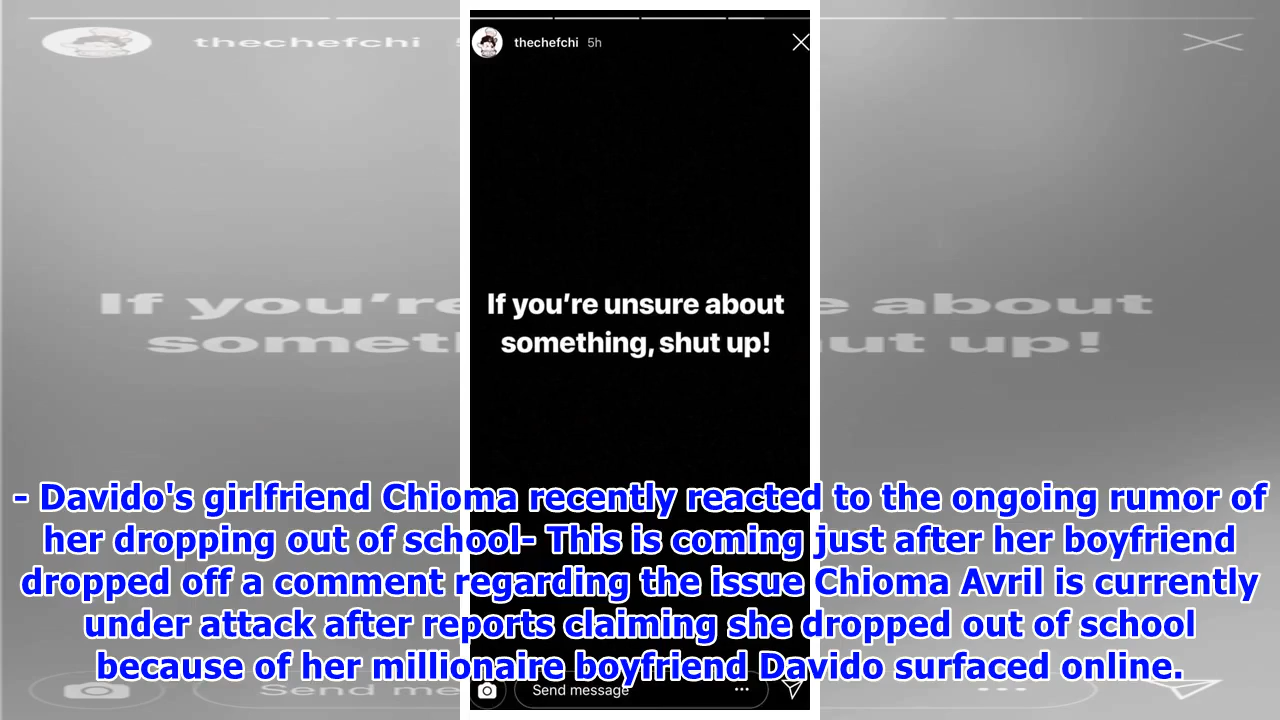 thechefchi 5h
If you're unsure about
something, shut up!
- Davido's girlfriend Chioma recently reacted to the ongoing rumor of
her dropping out of school- This is coming just after her boyfriend
dropped off a comment regarding the issue Chioma Avril is currently
under attack after reports claiming she dropped out of school
because of her millionaire boyfriend Davido surfaced online.
Send message